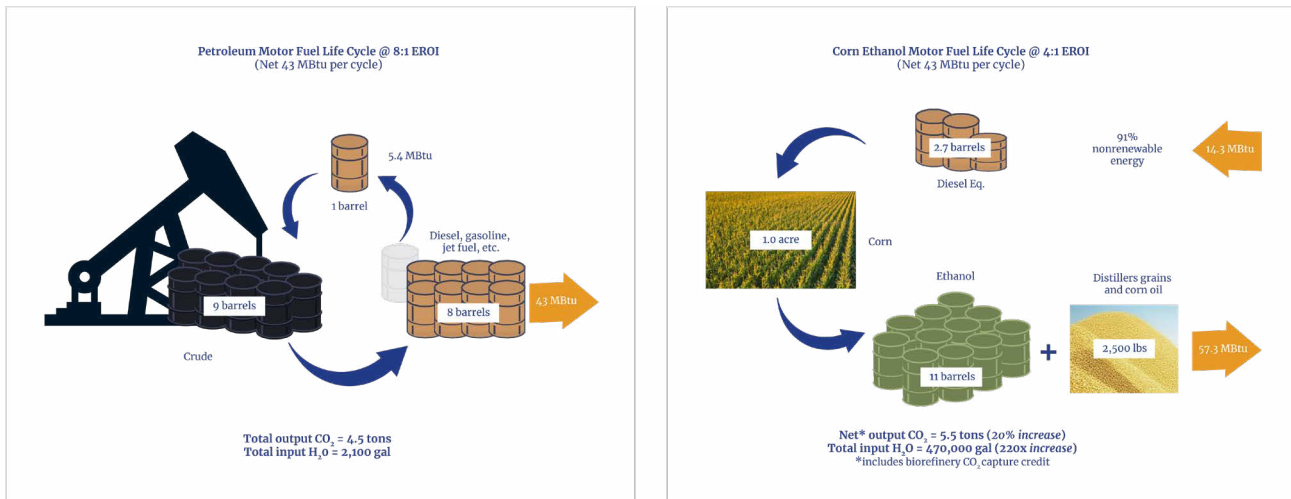 Petroleum Motor Fuel Life Cycle @ 8:1 EROI
(Net 43 MBtu per cycle)
5.4 MBtu
1 barrel
Diesel, gasoline,
jet fuel, etc.
9 barrels
8 barrels
43 MBtu
Crude
Total output CO₂ = 4.5 tons
Total input H₂0 = 2,100 gal
Corn Ethanol Motor Fuel Life Cycle @ 4:1 EROI
(Net 43 MBtu per cycle)
2.7 barrels
Diesel Eq.
91%
nonrenewable
energy
14.3 MBtu
1.0 acre
Corn
Ethanol
11 barrels
+
Distillers grains
and corn oil
2,500 lbs
57.3 MBtu
Net* output CO₂ = 5.5 tons (20% increase)
Total input H₂O = 470,000 gal (220x increase)
*includes biorefinery CO₂ capture credit